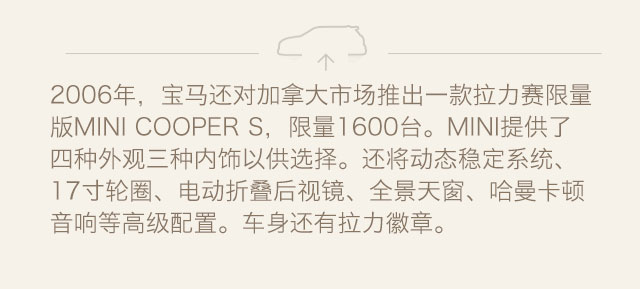 2006年，宝马还对加拿大市场推出一款拉力赛限量
版MINI COOPER S，限量1600台。MINI提供了
四种外观三种内饰以供选择。还将动态稳定系统、
17寸轮圈、电动折叠后视镜、全景天窗、哈曼卡顿
音响等高级配置。车身还有拉力徽章。